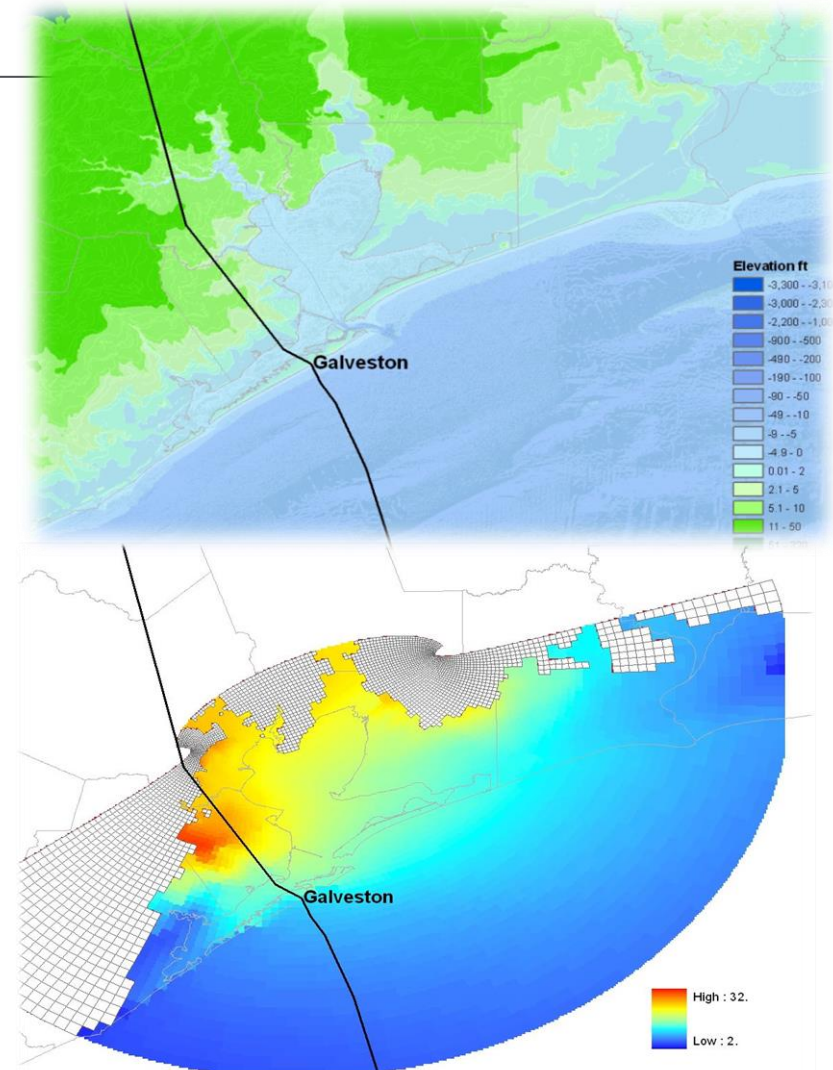 Elevation ft
-3,300 - -3,10
-3,000 - -2,30
-2,200 - -1,00
-900 - -500
-490 - -200
-190 - -100
-90 - -50
-49 - -10
-9 - -5
-4.9 - 0
0.01 - 2
2.1 - 5
5.1 - 10
11 - 50
Galveston
Galveston
High : 32.
Low : 2.